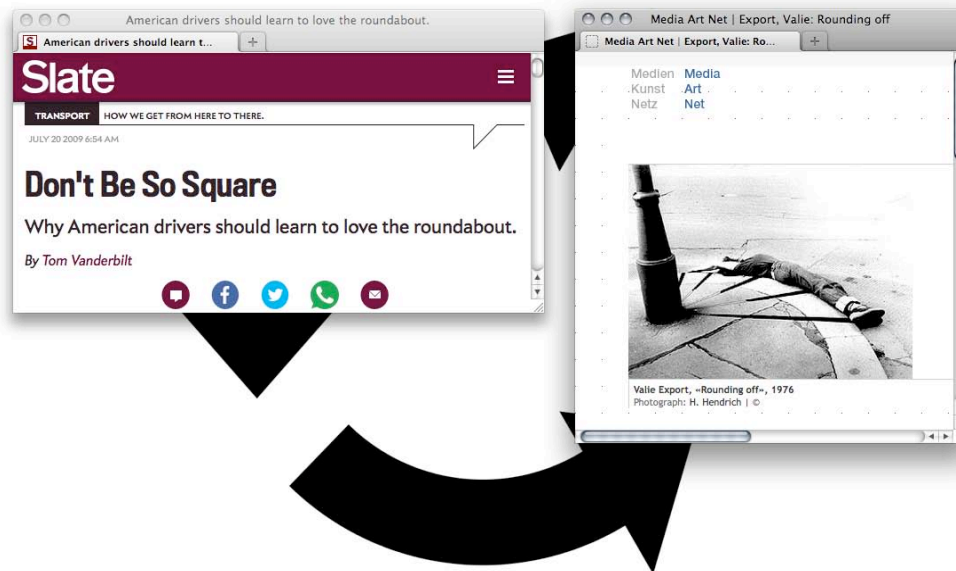 American drivers should learn to love the roundabout.
S American drivers should learn t...
Slate
TRANSPORT HOW WE GET FROM HERE TO THERE.
JULY 20 2009 6:54 AM
Don't Be So Square
Why American drivers should learn to love the roundabout.
By Tom Vanderbilt
Media Art Net | Export, Valie: Rounding off
Media Art Net | Export, Valie: Ro...
Medien Media
Kunst Art
Netz Net
Valie Export, «Rounding off», 1976
Photograph: H. Hendrich | ©